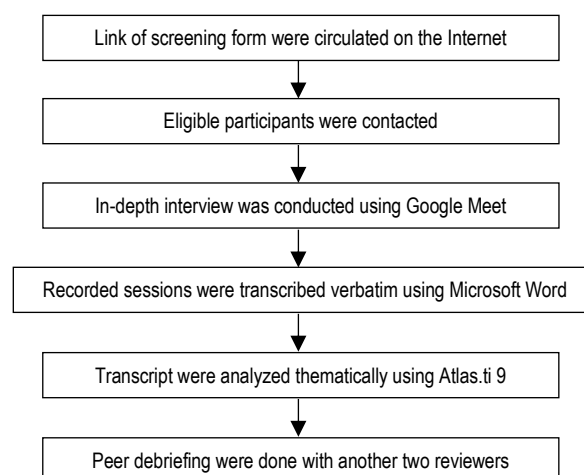 Link of screening form were circulated on the Internet
Eligible participants were contacted
In-depth interview was conducted using Google Meet
Recorded sessions were transcribed verbatim using Microsoft Word
Transcript were analyzed thematically using Atlas.ti 9
Peer debriefing were done with another two reviewers